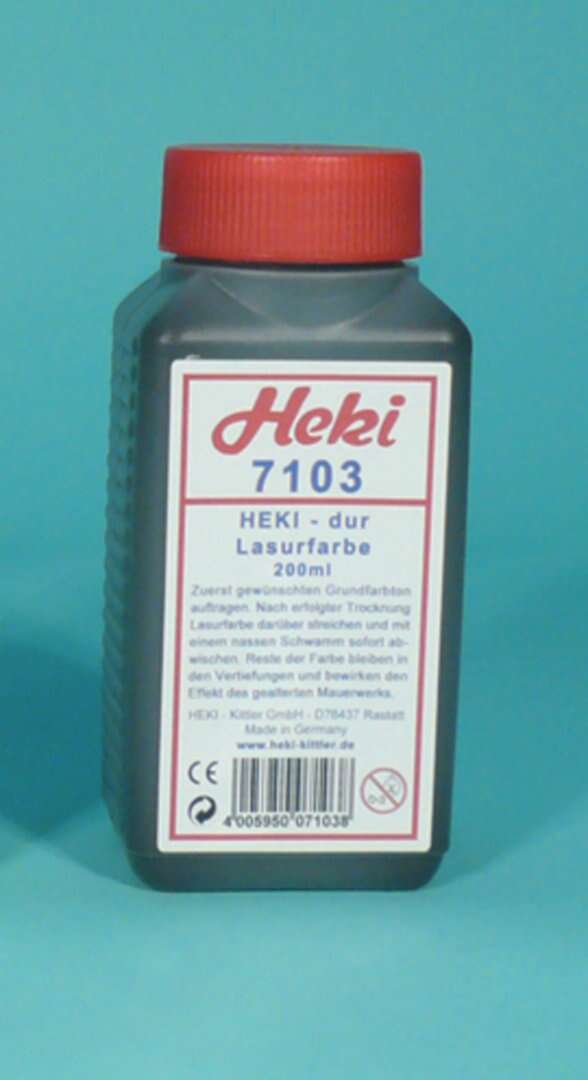 Heki
7103
HEKI - dur
Lasurfarbe
200ml
Zuerst gewünschten Grundfarbton
auftragen. Nach erfolgter Trocknung
Lasurfarbe darüber streichen und mit
einem nassen Schwamm sofort ab-
wischen. Reste der Farbe bleiben in
den Vertiefungen und bewirken den
Effekt des gealterten Mauerwerks.
HEKI - Kittler GmbH - D76437 Rastatt
Made in Germany
www.heki-kittler.de
CE
4 005950 071038